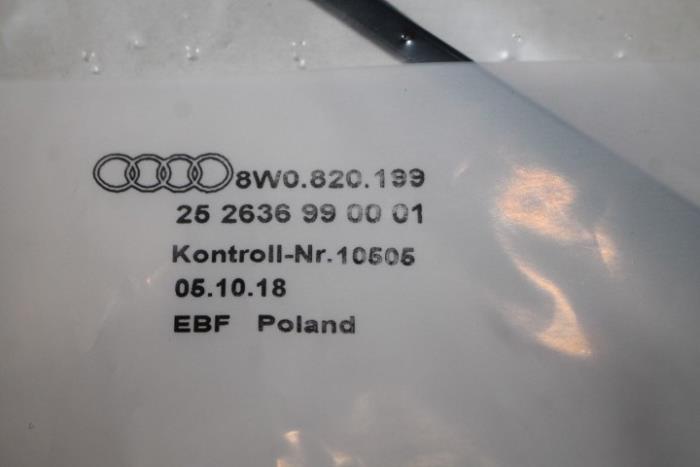 8W0.820.199
25 2636 99 00 01
Kontroll-Nr.10505
05.10.18
EBF Poland